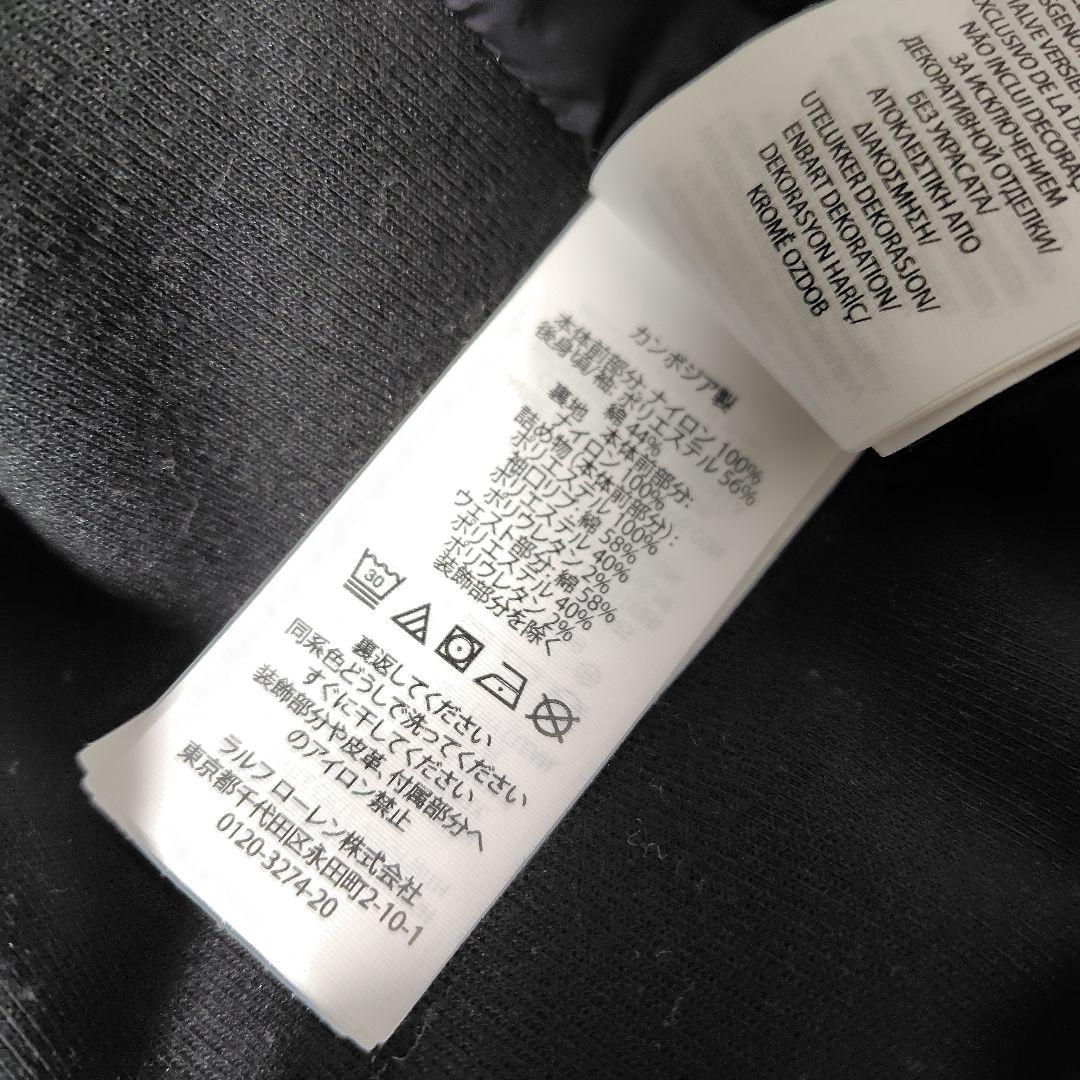 EXCLUSIVO DE LA DE
NÃO INCLUI DECORAÇ
ЗА ИСКЛЮЧЕНИЕМ
ДЕКОРАТИВНОЙ ОТДЕЛКИ/
БЕЗ УКРАСАТА/
ΑΠΟΚΛΕΙΣΤΙΚΗ ΑΠΟ
ΔΙΑΚΟΣΜΗΣΗ/
UTELUKKER DEKORASJON/
ENBART DEKORATION/
DEKORASYON HARİÇ/
KROMĚ OZDOB
カンボジア製
本体前部分:ナイロン 100%
後身頃/袖:ポリエステル 56%
綿 44%
裏地 本体前部分:
ナイロン 100%
詰め物(本体前部分):
ポリエステル 100%
袖口リブ:綿 58%
ポリエステル 40%
ポリウレタン 2%
ウエスト部分:綿 58%
ポリエステル 40%
ポリウレタン 2%
装飾部分を除く
30
裏返してください
同系色どうしで洗ってください
すぐに干してください
装飾部分や皮革、付属部分へ
のアイロン禁止
ラルフ ローレン株式会社
東京都千代田区永田町2-10-1
0120-3274-20